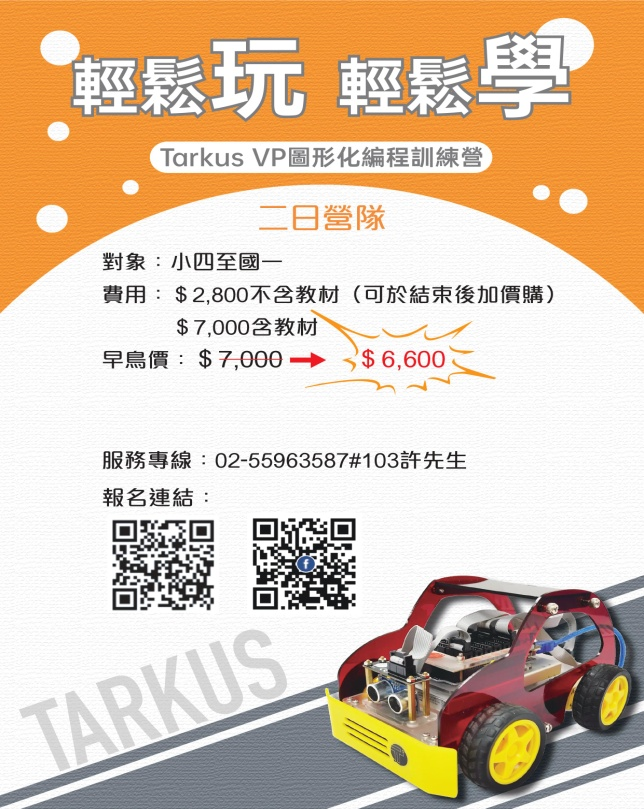 輕鬆玩 輕鬆學
Tarkus VP圖形化編程訓練營
二日營隊
對象：小四至國一
費用：$2,800不含教材（可於結束後加價購）
$7,000含教材
早鳥價：$7,000 → $6,600
服務專線：02-55963587#103許先生
報名連結：
f
TARKUS